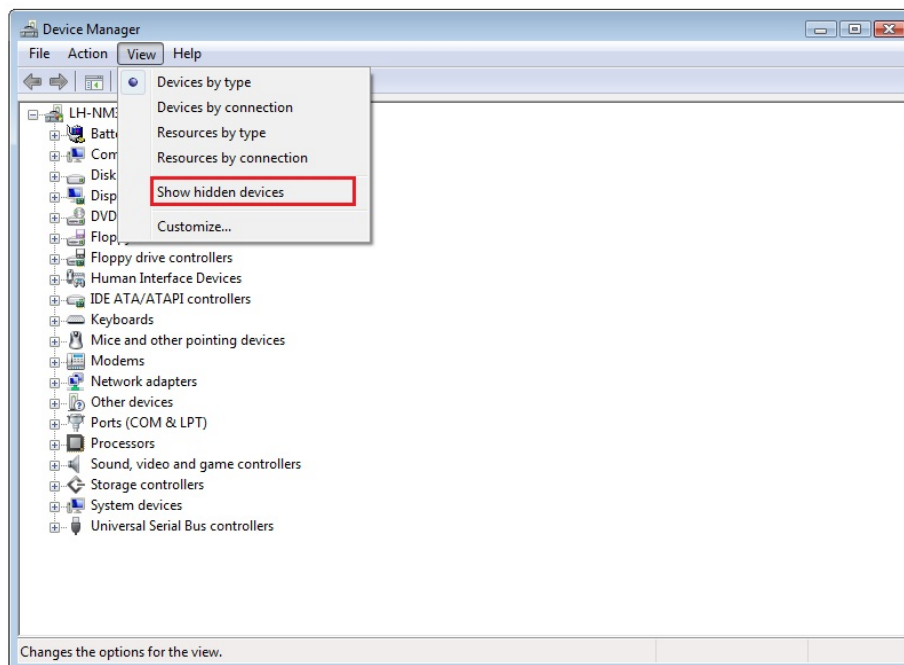 Device Manager
File Action View Help
Devices by type
Devices by connection
Resources by type
Resources by connection
Show hidden devices
Customize...
LH-NM
Batt
Com
Disk
Disp
DVD
Flop
Floppy drive controllers
Human Interface Devices
IDE ATA/ATAPI controllers
Keyboards
Mice and other pointing devices
Modems
Network adapters
Other devices
Ports (COM & LPT)
Processors
Sound, video and game controllers
Storage controllers
System devices
Universal Serial Bus controllers
Changes the options for the view.